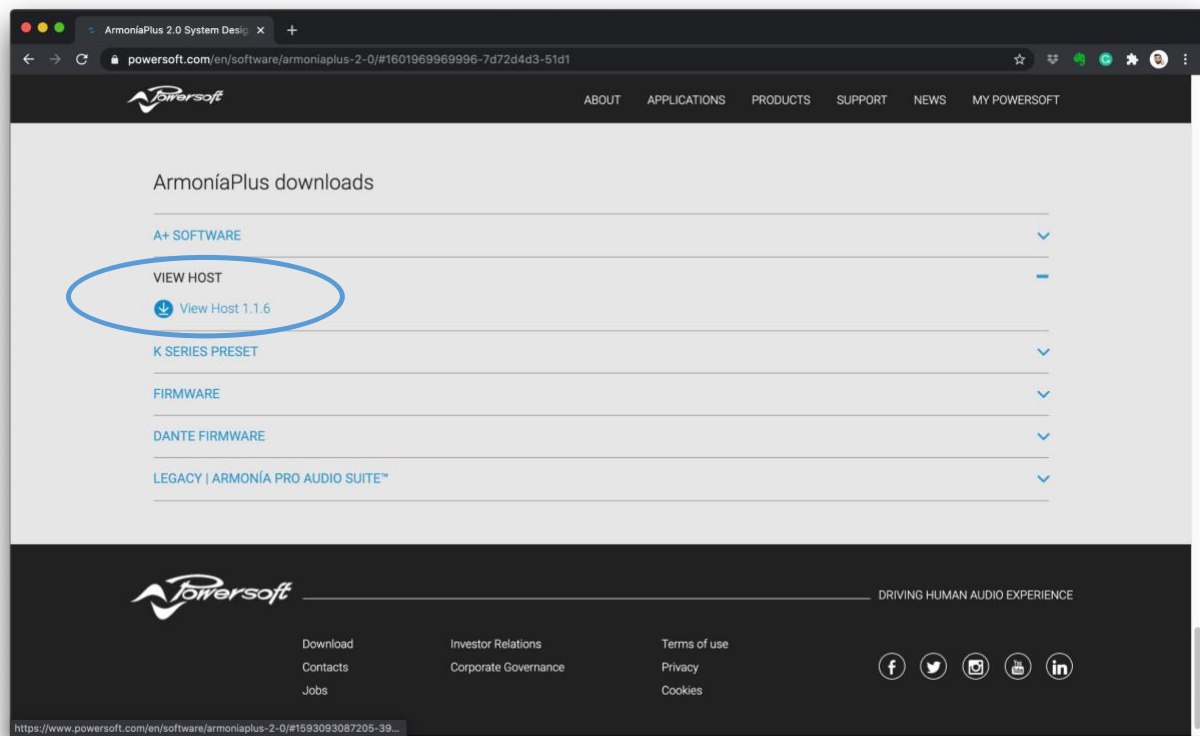 ArmoníaPlus 2.0 System Desig
powersoft.com/en/software/armoniaplus-2-0/#1601969969996-7d72d4d3-51d1
Powersoft ABOUT APPLICATIONS PRODUCTS SUPPORT NEWS MY POWERSOFT
ArmoníaPlus downloads
A+ SOFTWARE
VIEW HOST
View Host 1.1.6
K SERIES PRESET
FIRMWARE
DANTE FIRMWARE
LEGACY | ARMONÍA PRO AUDIO SUITE™
Powersoft DRIVING HUMAN AUDIO EXPERIENCE
Download Investor Relations Terms of use
Contacts Corporate Governance Privacy
Jobs Cookies
https://www.powersoft.com/en/software/armoniaplus-2-0/#1593093087205-39...